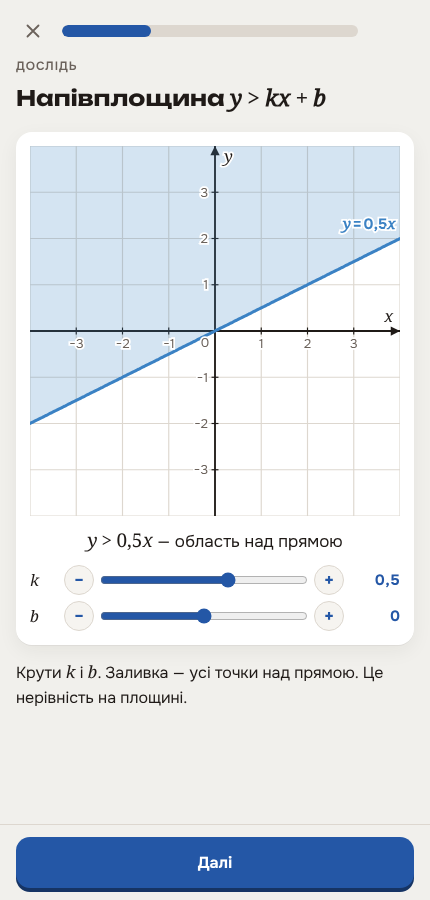 ДОСЛІДЬ
Напівплощина y > kx + b
y
3
2
y = 0,5x
1
x
-3 -2 -1 0 1 2 3
-1
-2
-3
y > 0,5x — область над прямою
k − + 0,5
b − + 0
Крути k і b. Заливка — усі точки над прямою. Це
нерівність на площині.
Далі